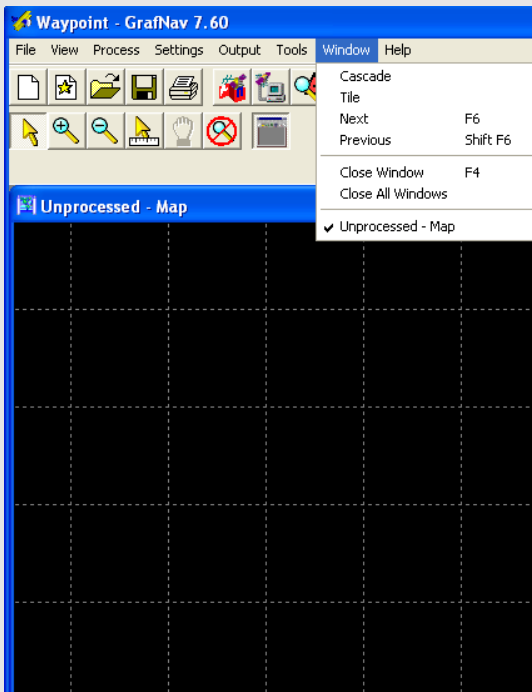 Waypoint - GrafNav 7.60
File View Process Settings Output Tools Window Help
Cascade
Tile
Next F6
Previous Shift F6
Close Window F4
Close All Windows
Unprocessed - Map
Unprocessed - Map